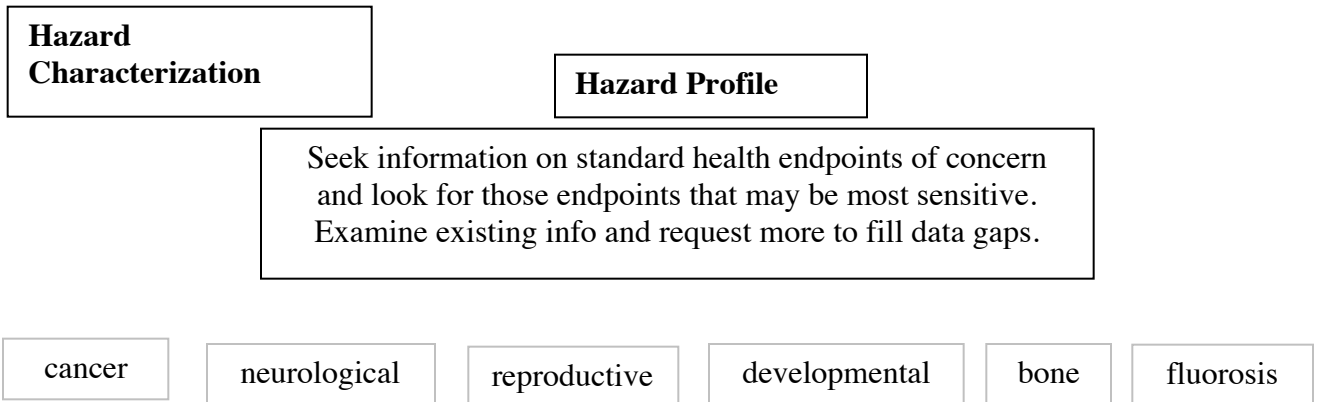 Hazard
Characterization
Hazard Profile
Seek information on standard health endpoints of concern
and look for those endpoints that may be most sensitive.
Examine existing info and request more to fill data gaps.
cancer
neurological
reproductive
developmental
bone
fluorosis